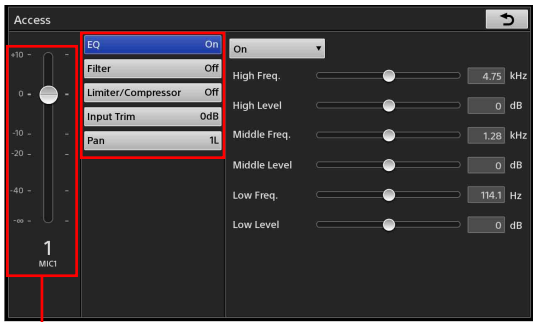 Access
+10
0
-10
-20
-40
-∞
1
MIC1
EQ On
Filter Off
Limiter/Compressor Off
Input Trim 0dB
Pan 1L
On
High Freq. 4.75 kHz
High Level 0 dB
Middle Freq. 1.28 kHz
Middle Level 0 dB
Low Freq. 114.1 Hz
Low Level 0 dB